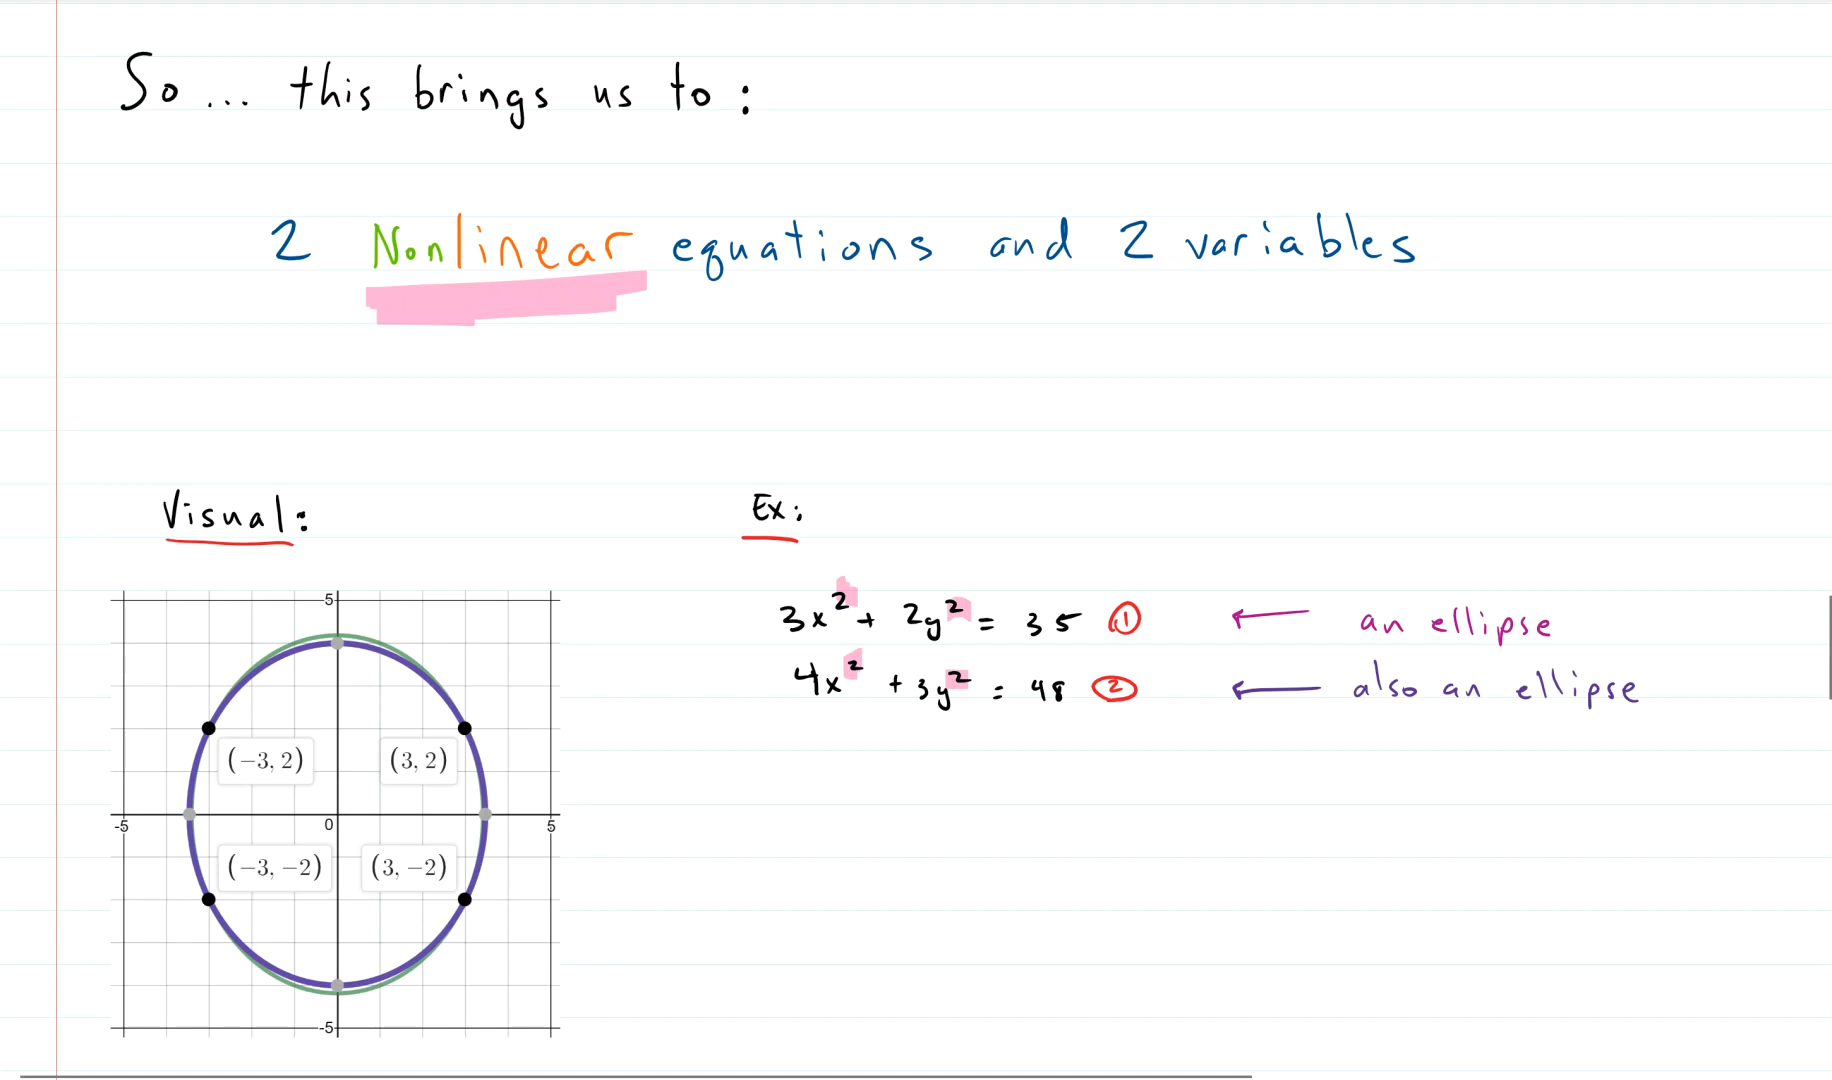 So... this brings us to:
2 Nonlinear equations and 2 variables
Visual:
Ex:
3x² + 2y² = 35 ① ← an ellipse
4x² + 3y² = 48 ② ← also an ellipse
5
(−3, 2) (3, 2)
-5 0 5
(−3, −2) (3, −2)
-5